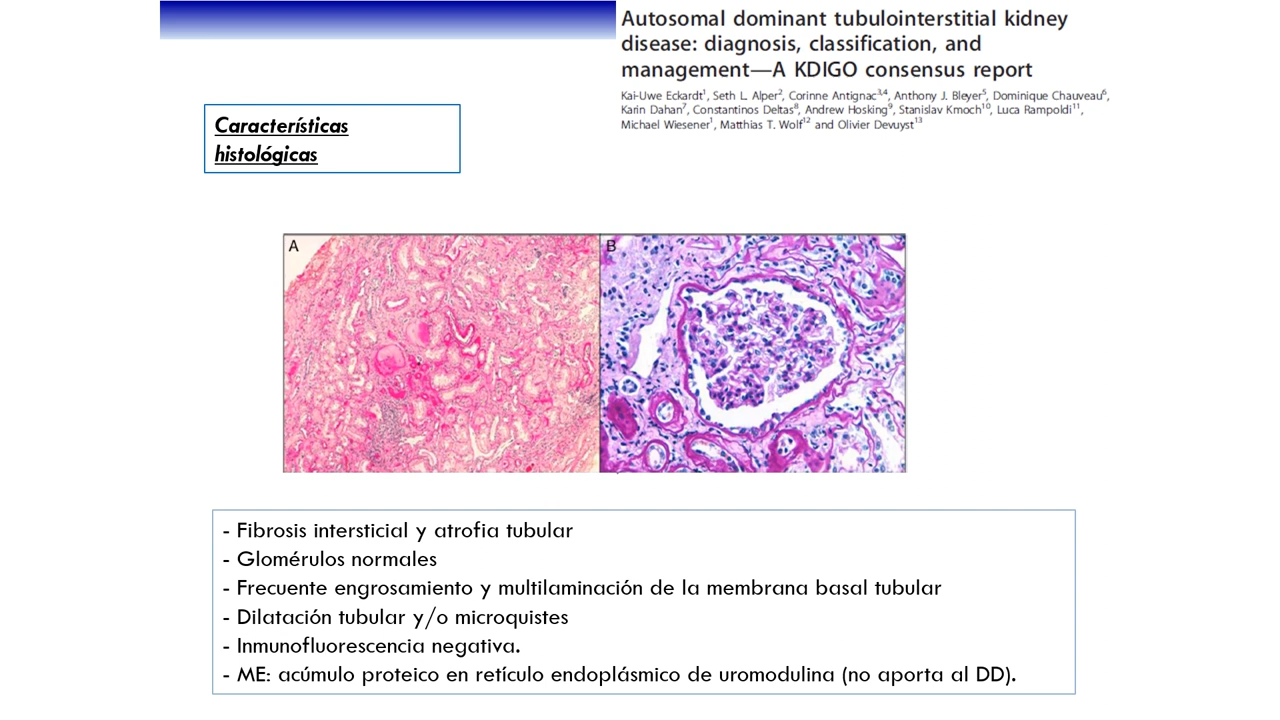 Autosomal dominant tubulointerstitial kidney
disease: diagnosis, classification, and
management—A KDIGO consensus report
Kai-Uwe Eckardt1, Seth L. Alper2, Corinne Antignac3,4, Anthony J. Bleyer5, Dominique Chauveau6,
Karin Dahan7, Constantinos Deltas8, Andrew Hosking9, Stanislav Kmoch10, Luca Rampoldi11,
Michael Wiesener1, Matthias T. Wolf12 and Olivier Devuyst13
Características
histológicas
A
B
- Fibrosis intersticial y atrofia tubular
- Glomérulos normales
- Frecuente engrosamiento y multilaminación de la membrana basal tubular
- Dilatación tubular y/o microquistes
- Inmunofluorescencia negativa.
- ME: acúmulo proteico en retículo endoplásmico de uromodulina (no aporta al DD).